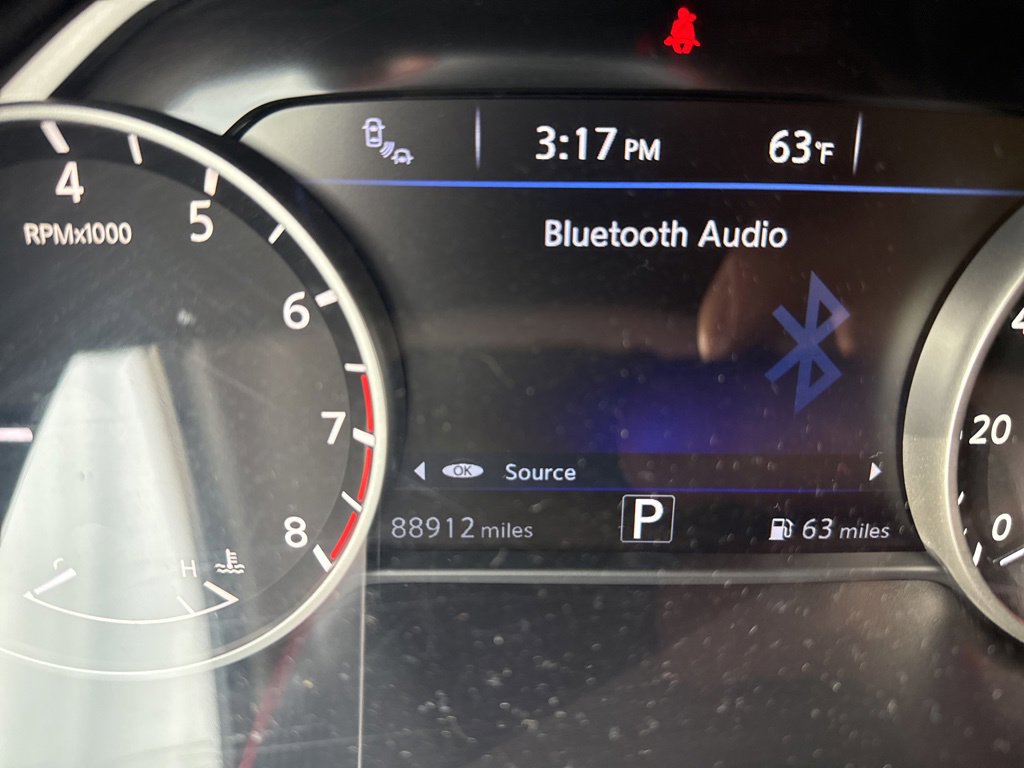 3:17 PM 63°F
4
5
RPMx1000
Bluetooth Audio
6
7
20
OK Source
88912 miles P 63 miles
8
0
H